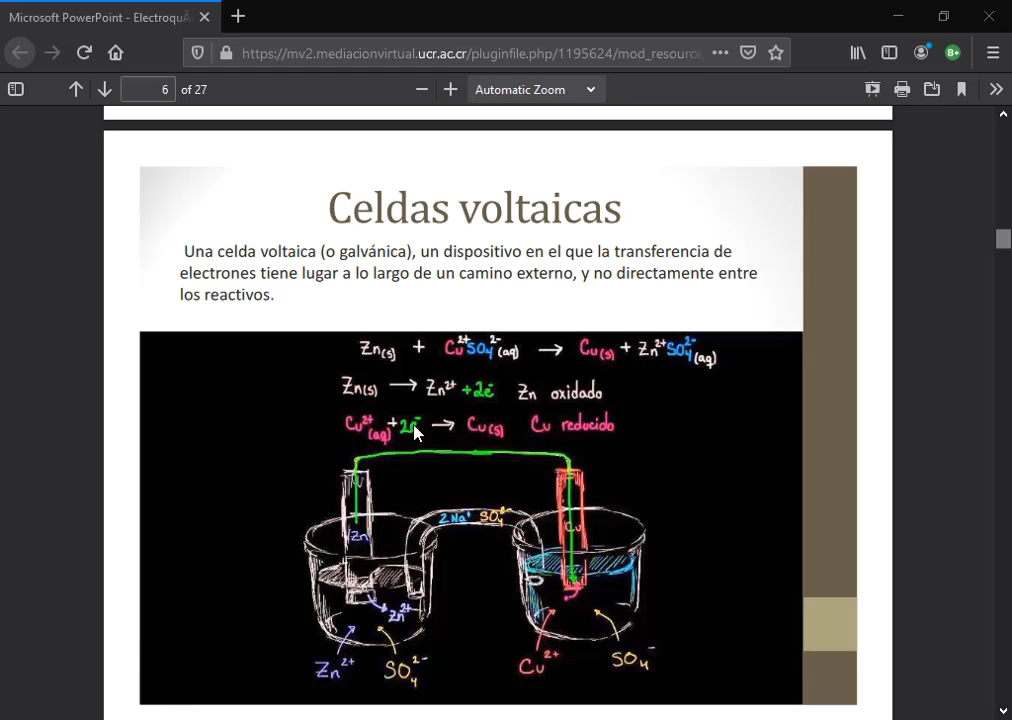 Microsoft PowerPoint - Electroqu
https://mv2.mediacionvirtual.ucr.ac.cr/pluginfile.php/1195624/mod_resource
6 of 27
Automatic Zoom
Celdas voltaicas
Una celda voltaica (o galvánica), un dispositivo en el que la transferencia de
electrones tiene lugar a lo largo de un camino externo, y no directamente entre
los reactivos.
Zn(s) + Cu²⁺SO₄²⁻(aq) → Cu(s) + Zn²⁺SO₄²⁻(aq)
Zn(s) → Zn²⁺ +2e⁻ Zn oxidado
Cu²⁺(aq) +2e⁻ → Cu(s) Cu reducido
2Na⁺ SO₄²⁻
Zn
Cu
Zn²⁺
Zn²⁺ SO₄²⁻
Cu²⁺ SO₄⁻